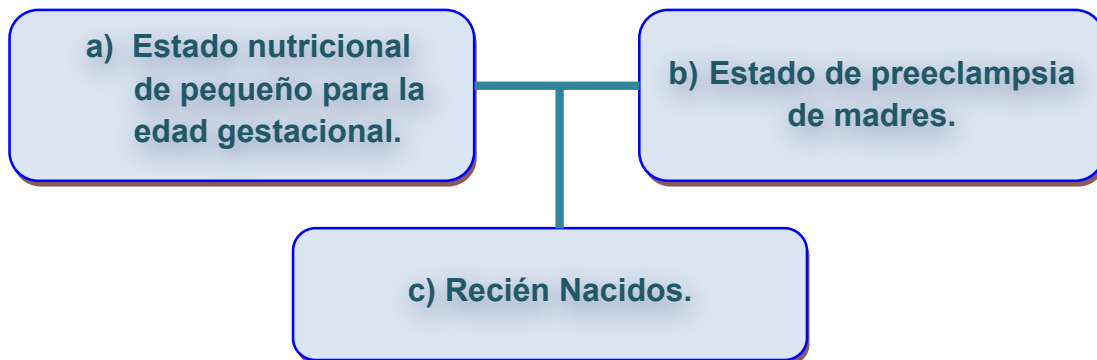 a) Estado nutricional
de pequeño para la
edad gestacional.
b) Estado de preeclampsia
de madres.
c) Recién Nacidos.